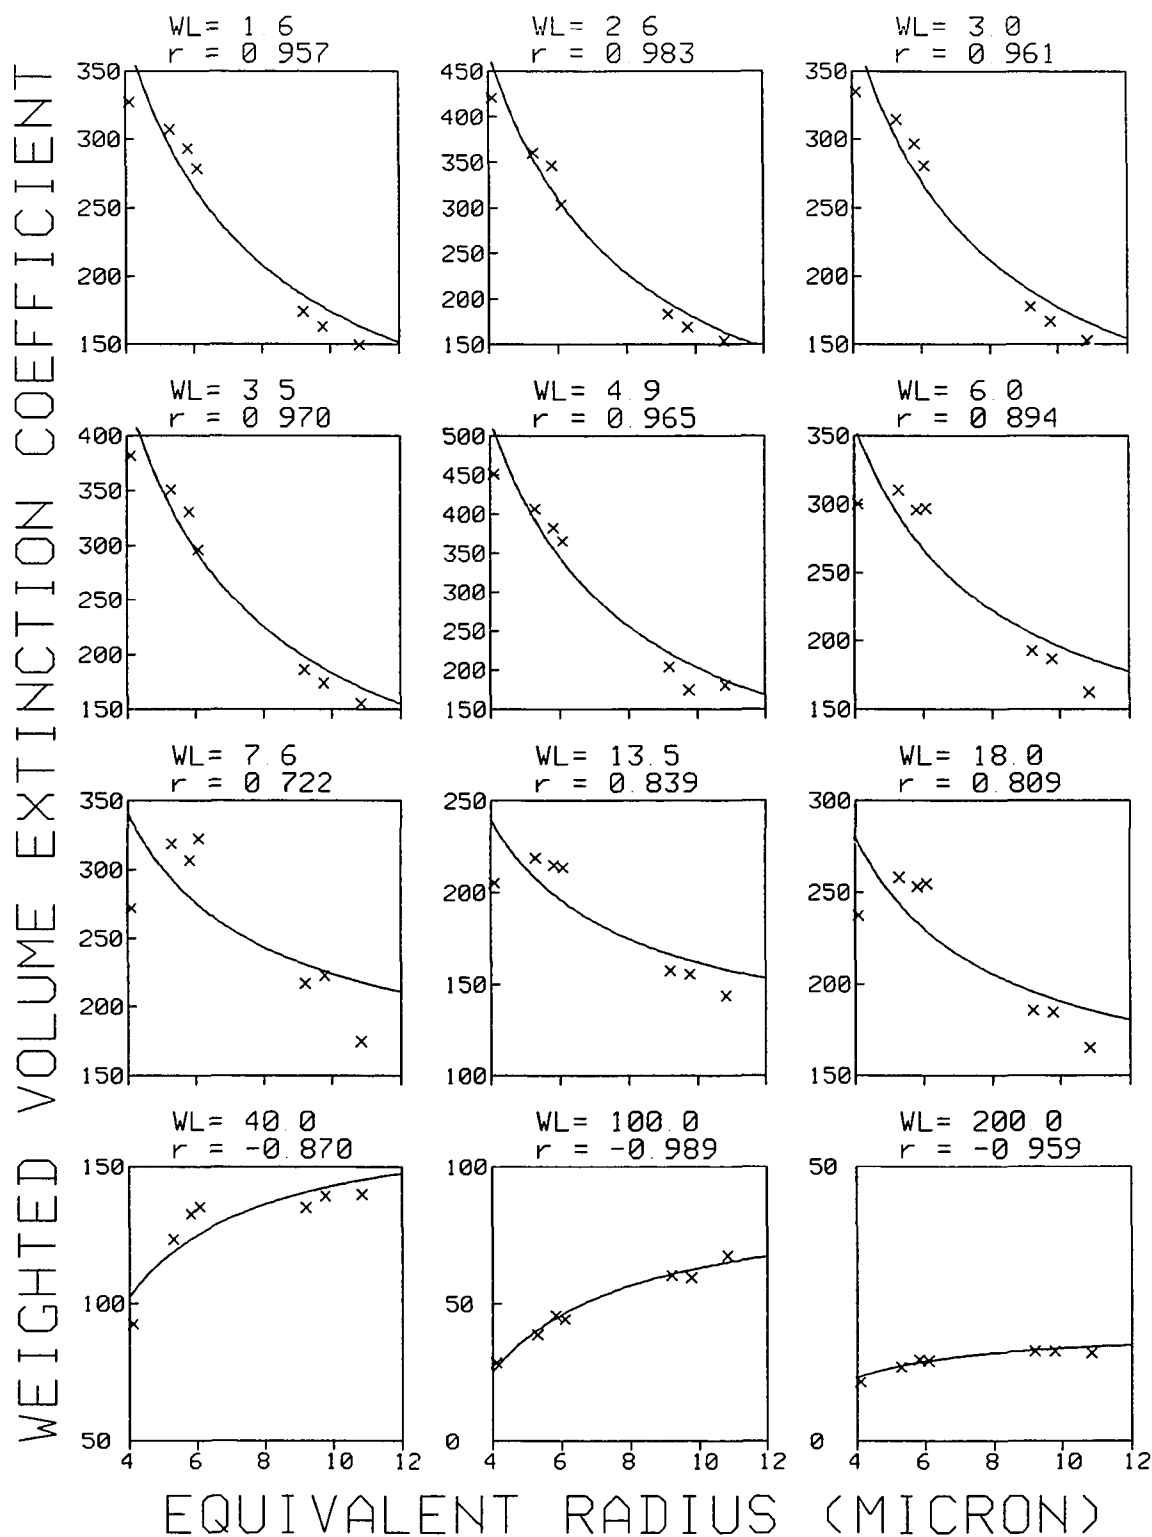 WEIGHTED VOLUME EXTINCTION COEFFICIENT
WL= 1.6
r = 0.957
350
300
250
200
150
WL= 2.6
r = 0.983
450
400
350
300
250
200
150
WL= 3.0
r = 0.961
350
300
250
200
150
WL= 3.5
r = 0.970
400
350
300
250
200
150
WL= 4.9
r = 0.965
500
450
400
350
300
250
200
150
WL= 6.0
r = 0.894
350
300
250
200
150
WL= 7.6
r = 0.722
350
300
250
200
150
WL= 13.5
r = 0.839
250
200
150
100
WL= 18.0
r = 0.809
300
250
200
150
WL= 40.0
r = -0.870
150
100
50
4 6 8 10 12
WL= 100.0
r = -0.989
100
50
0
4 6 8 10 12
WL= 200.0
r = -0.959
50
0
4 6 8 10 12
EQUIVALENT RADIUS (MICRON)